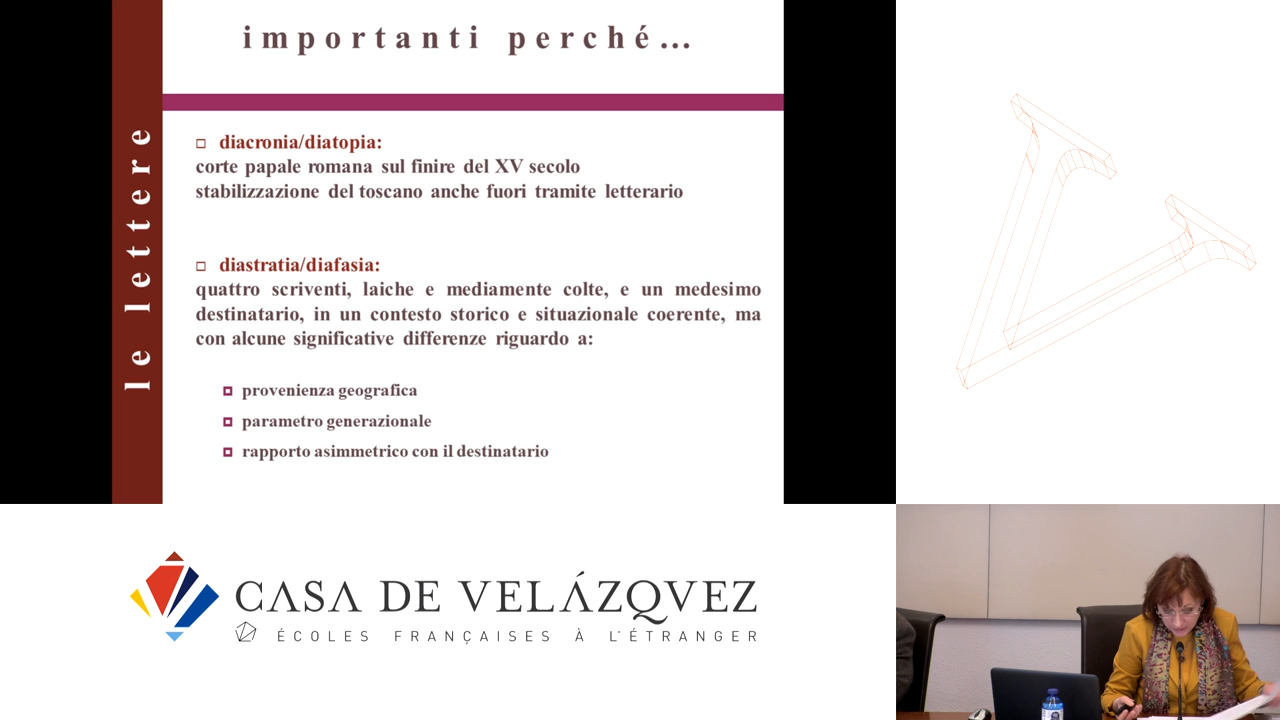 importanti perché...
le lettere
diacronia/diatopia:
corte papale romana sul finire del XV secolo
stabilizzazione del toscano anche fuori tramite letterario
diastratia/diafasia:
quattro scriventi, laiche e mediamente colte, e un medesimo
destinatario, in un contesto storico e situazionale coerente, ma
con alcune significative differenze riguardo a:
provenienza geografica
parametro generazionale
rapporto asimmetrico con il destinatario
CASA DE VELÁZQVEZ
ÉCOLES FRANÇAISES À L'ÉTRANGER